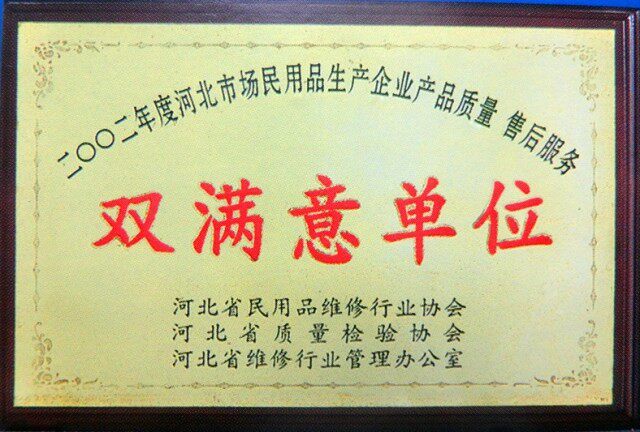 二〇〇二年度河北市场民用品生产企业产品质量 售后服务
双满意单位
河北省民用品维修行业协会
河北省质量检验协会
河北省维修行业管理办公室